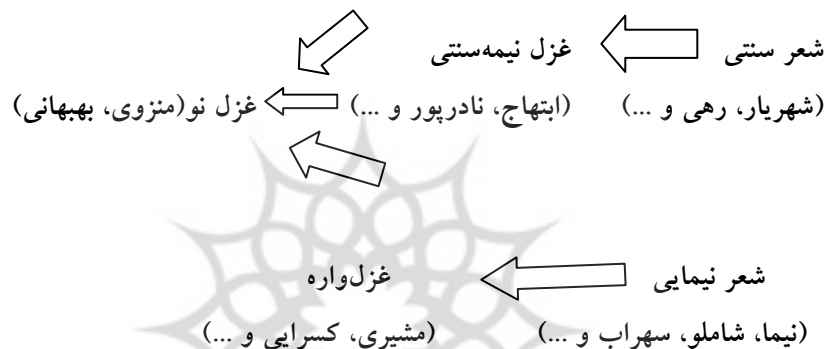 شعر سنتی غزل نیمه‌سنتی
(شهریار، رهی و ...) (ابتهاج، نادرپور و ...) غزل نو(منزوی، بهبهانی)
شعر نیمایی غزل‌واره
(نیما، شاملو، سهراب و ...) (مشیری، کسرایی و ...)